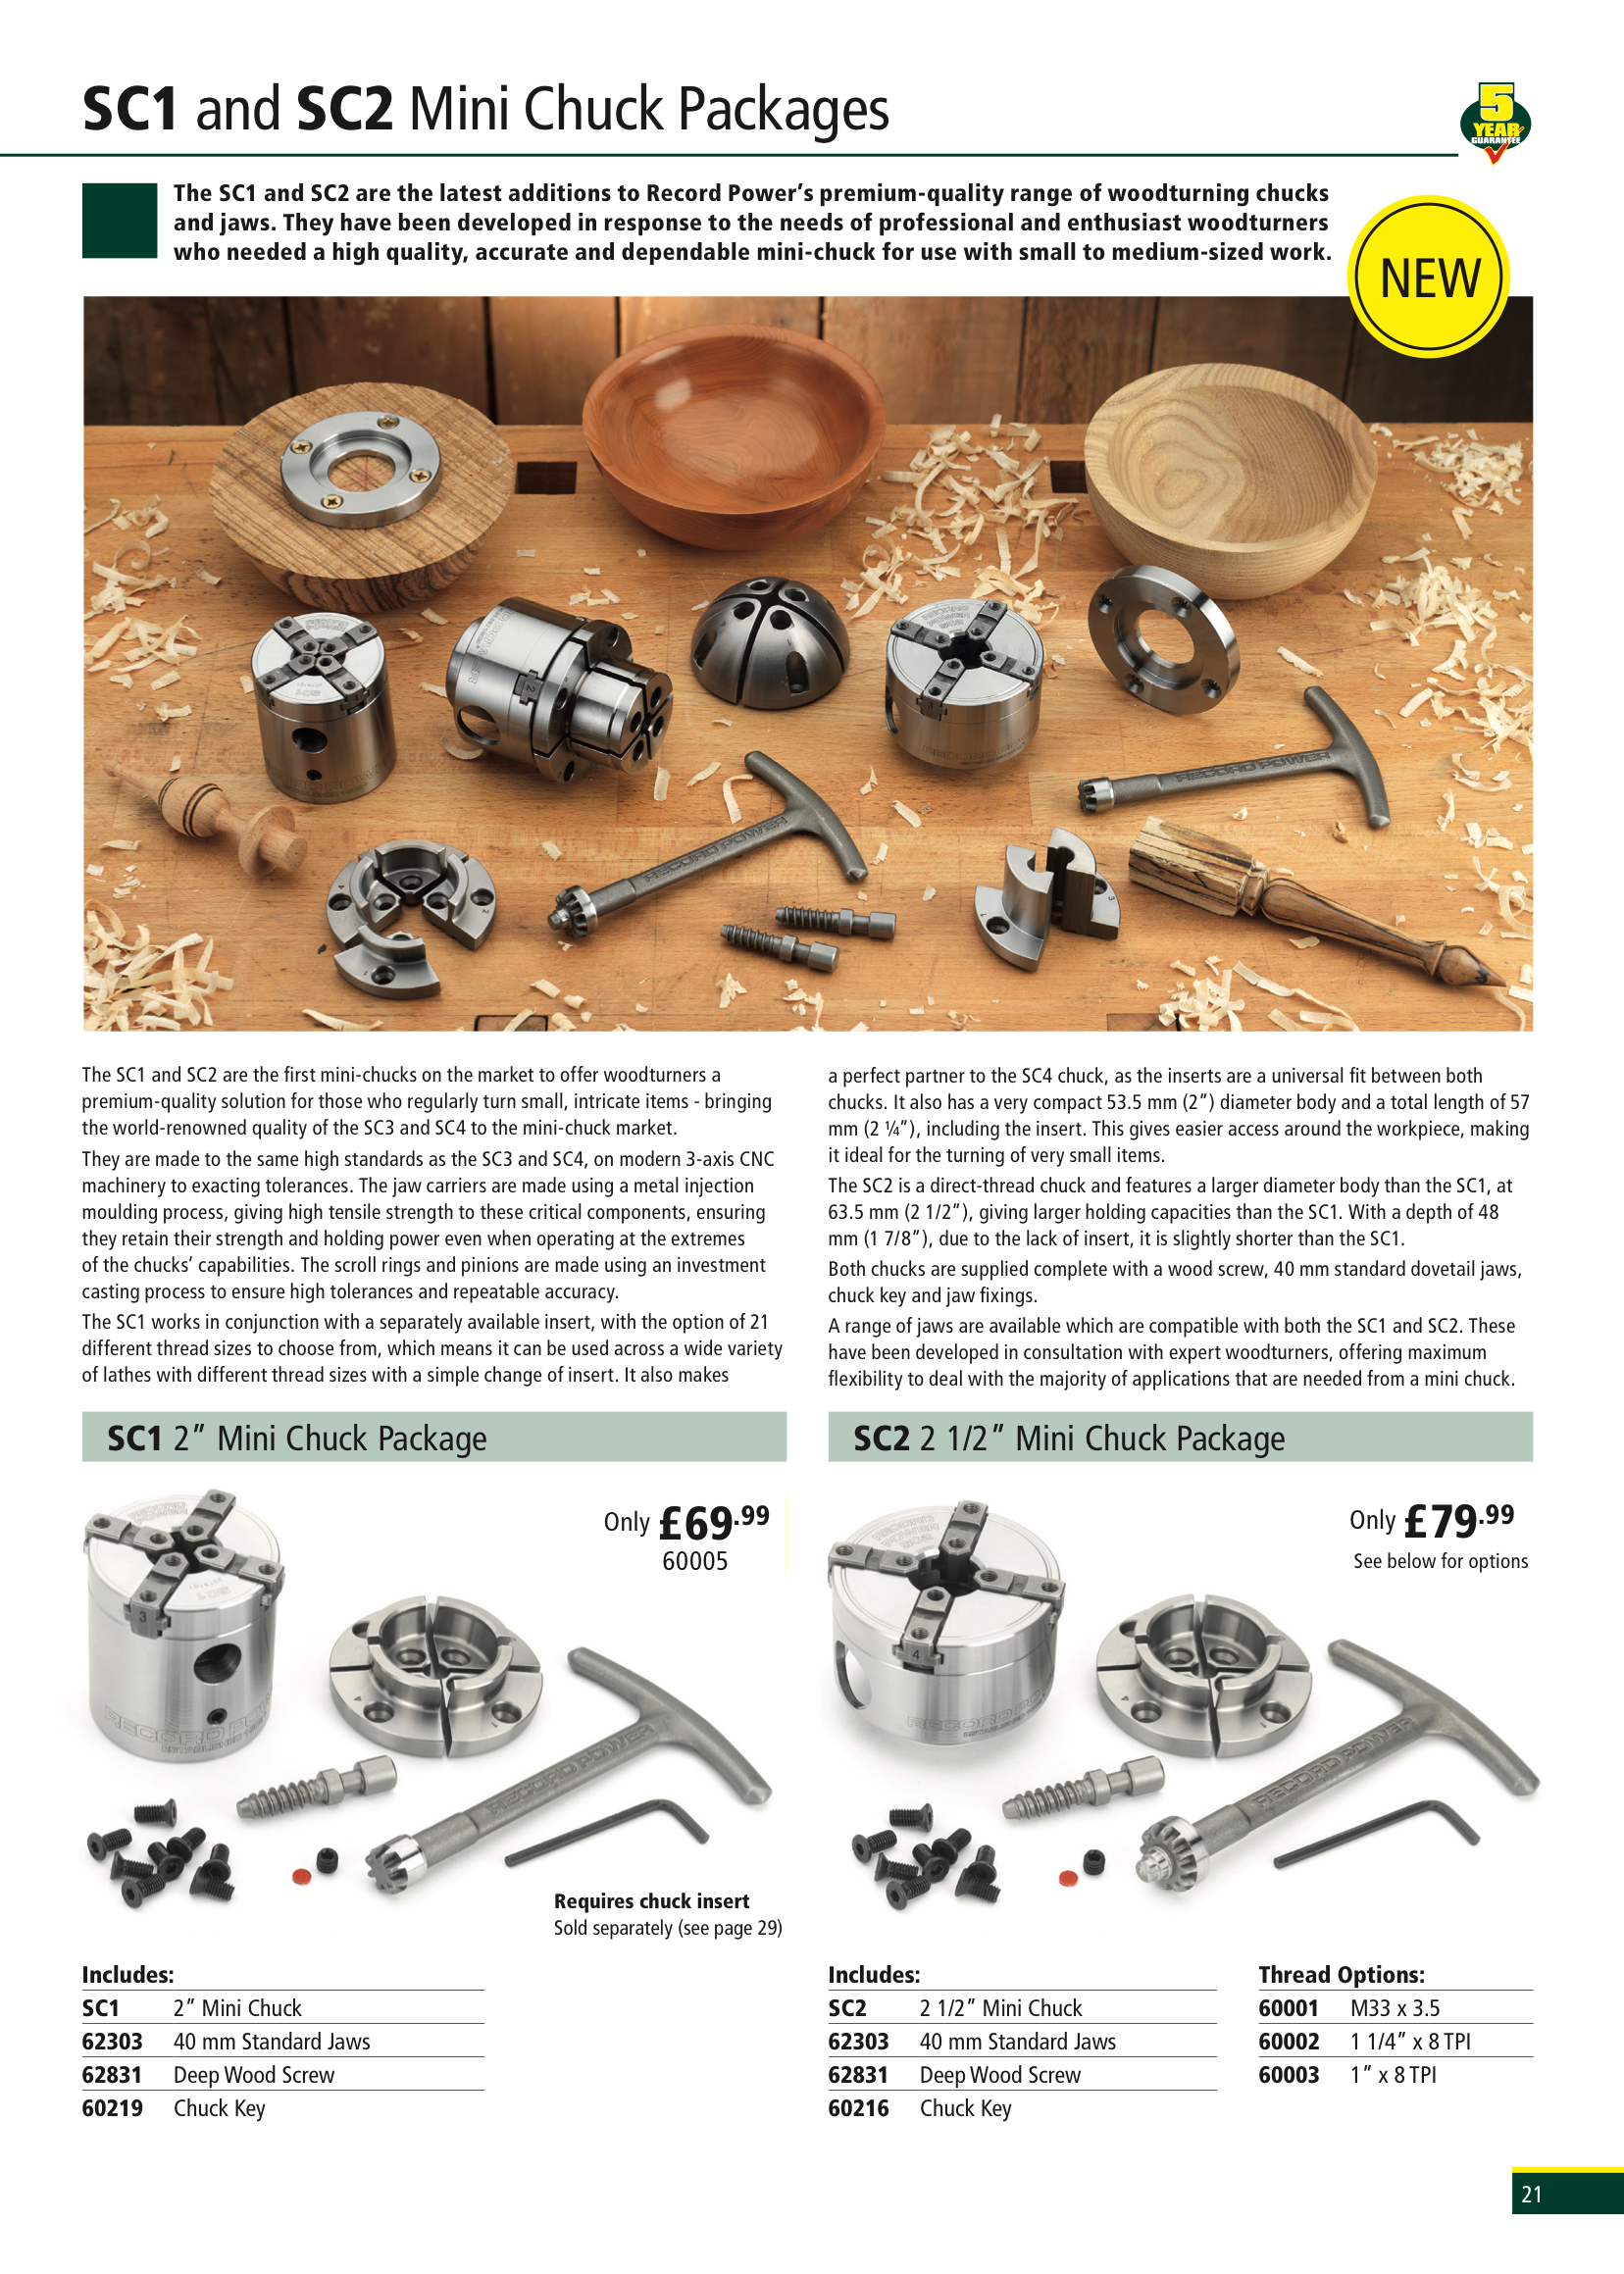 SC1 and SC2 Mini Chuck Packages
5
YEAR
GUARANTEE
The SC1 and SC2 are the latest additions to Record Power’s premium-quality range of woodturning chucks
and jaws. They have been developed in response to the needs of professional and enthusiast woodturners
who needed a high quality, accurate and dependable mini-chuck for use with small to medium-sized work.
NEW
RECORD POWER
RECORD POWER
The SC1 and SC2 are the first mini-chucks on the market to offer woodturners a
premium-quality solution for those who regularly turn small, intricate items - bringing
the world-renowned quality of the SC3 and SC4 to the mini-chuck market.
They are made to the same high standards as the SC3 and SC4, on modern 3-axis CNC
machinery to exacting tolerances. The jaw carriers are made using a metal injection
moulding process, giving high tensile strength to these critical components, ensuring
they retain their strength and holding power even when operating at the extremes
of the chucks’ capabilities. The scroll rings and pinions are made using an investment
casting process to ensure high tolerances and repeatable accuracy.
The SC1 works in conjunction with a separately available insert, with the option of 21
different thread sizes to choose from, which means it can be used across a wide variety
of lathes with different thread sizes with a simple change of insert. It also makes
a perfect partner to the SC4 chuck, as the inserts are a universal fit between both
chucks. It also has a very compact 53.5 mm (2”) diameter body and a total length of 57
mm (2 ¼”), including the insert. This gives easier access around the workpiece, making
it ideal for the turning of very small items.
The SC2 is a direct-thread chuck and features a larger diameter body than the SC1, at
63.5 mm (2 1/2”), giving larger holding capacities than the SC1. With a depth of 48
mm (1 7/8”), due to the lack of insert, it is slightly shorter than the SC1.
Both chucks are supplied complete with a wood screw, 40 mm standard dovetail jaws,
chuck key and jaw fixings.
A range of jaws are available which are compatible with both the SC1 and SC2. These
have been developed in consultation with expert woodturners, offering maximum
flexibility to deal with the majority of applications that are needed from a mini chuck.
SC1 2” Mini Chuck Package
Only £69.99
60005
RECORD POWER
Requires chuck insert
Sold separately (see page 29)
Includes:
SC1 2” Mini Chuck
62303 40 mm Standard Jaws
62831 Deep Wood Screw
60219 Chuck Key
SC2 2 1/2” Mini Chuck Package
Only £79.99
See below for options
RECORD POWER
Includes:
SC2 2 1/2” Mini Chuck
62303 40 mm Standard Jaws
62831 Deep Wood Screw
60216 Chuck Key
Thread Options:
60001 M33 x 3.5
60002 1 1/4” x 8 TPI
60003 1” x 8 TPI
21